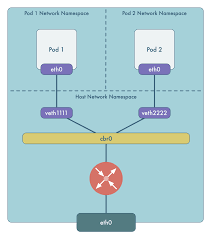 Pod 1 Network Namespace
Pod 2 Network Namespace
Pod 1
Pod 2
eth0
eth0
Host Network Namespace
veth1111
veth2222
cbr0
eth0